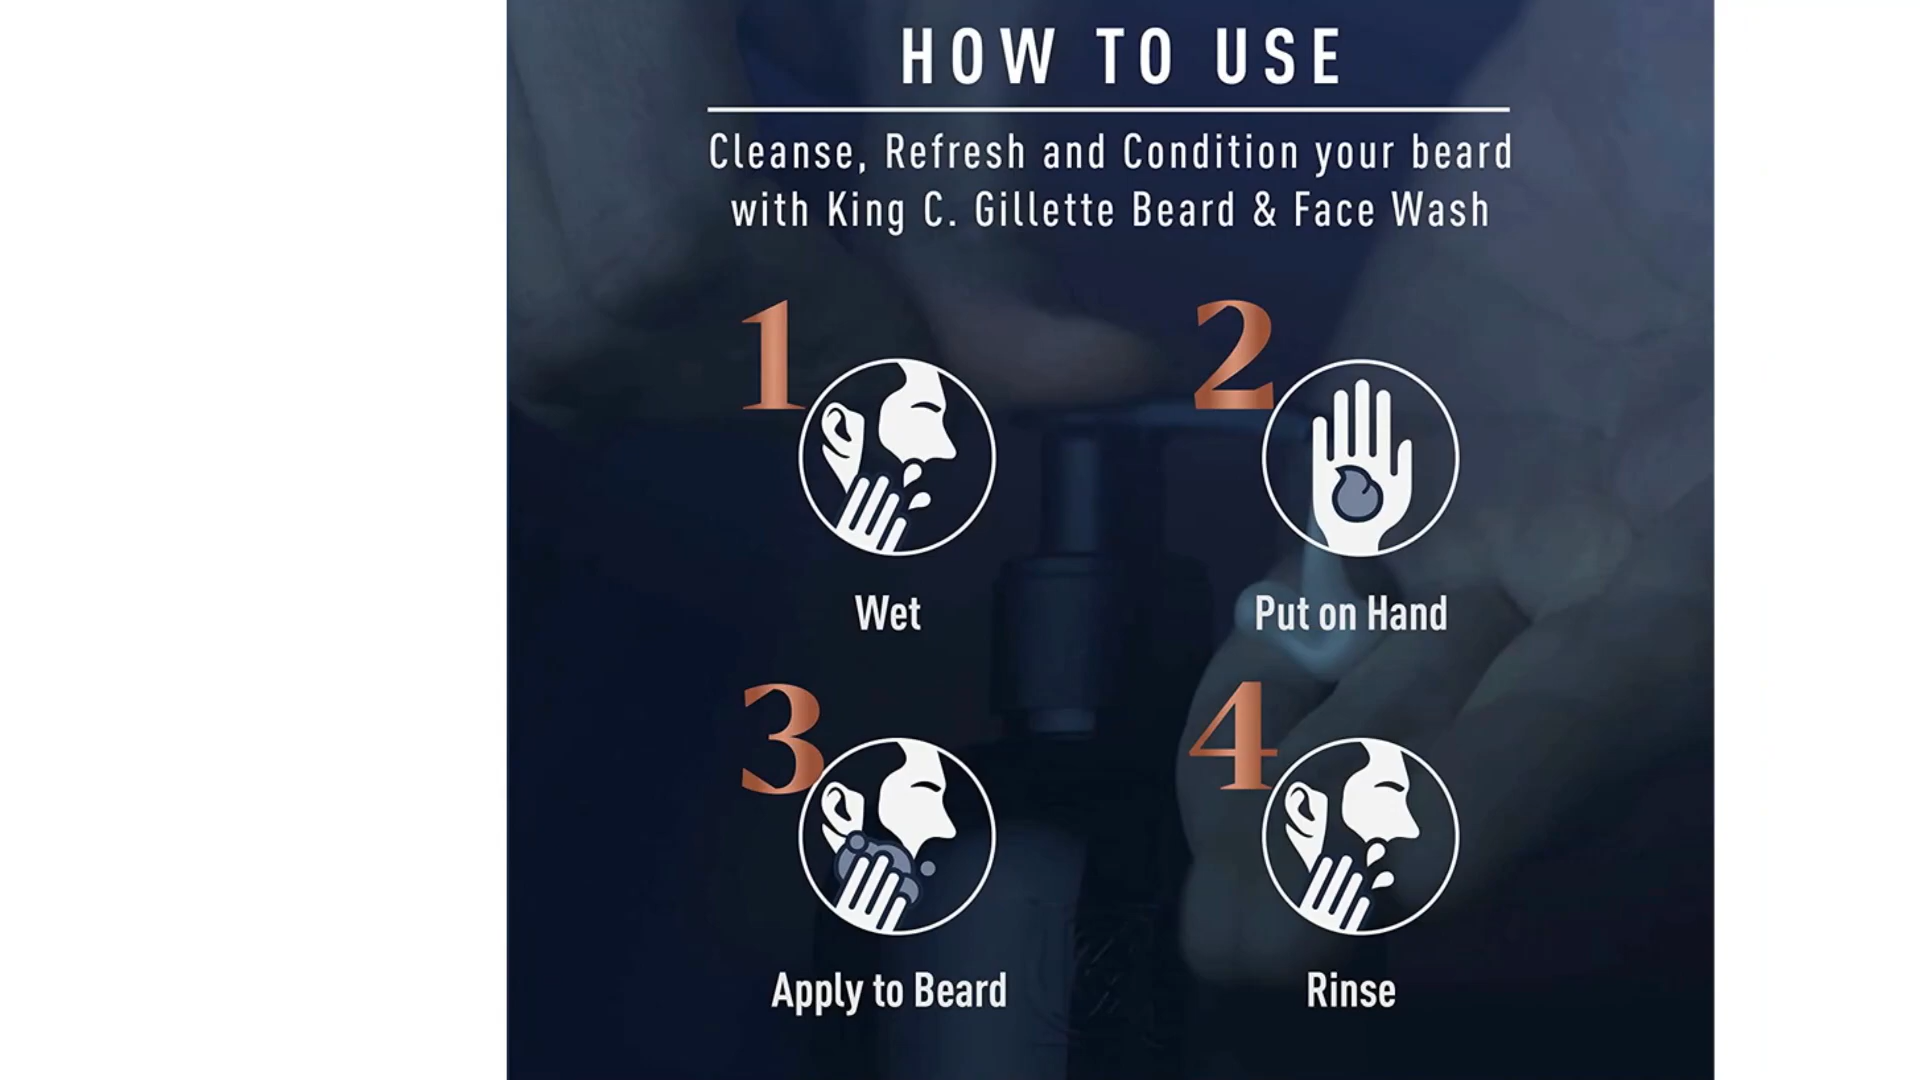 HOW TO USE
Cleanse, Refresh and Condition your beard
with King C. Gillette Beard & Face Wash
1
Wet
2
Put on Hand
3
Apply to Beard
4
Rinse